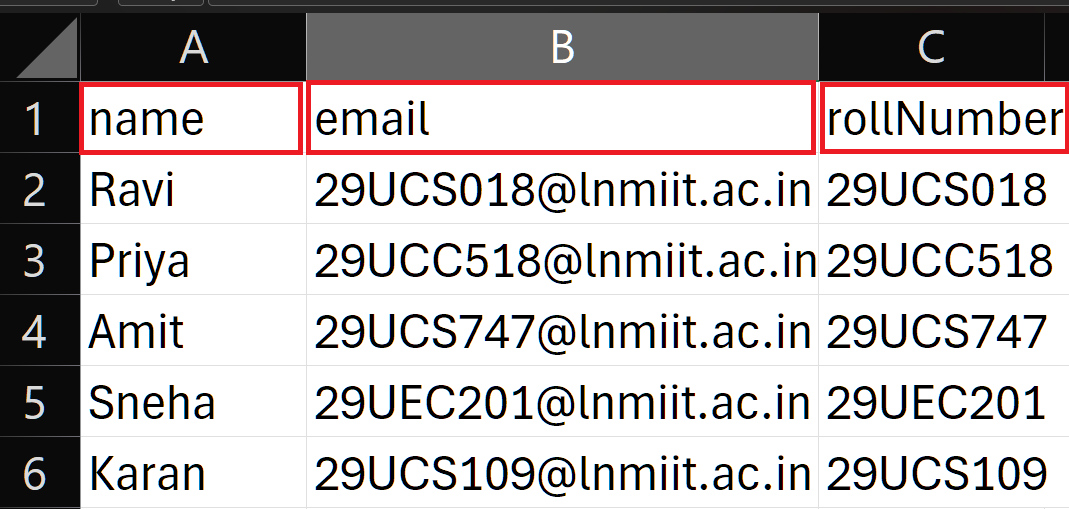 A B C
1 name email rollNumber
2 Ravi 29UCS018@lnmiit.ac.in 29UCS018
3 Priya 29UCC518@lnmiit.ac.in 29UCC518
4 Amit 29UCS747@lnmiit.ac.in 29UCS747
5 Sneha 29UEC201@lnmiit.ac.in 29UEC201
6 Karan 29UCS109@lnmiit.ac.in 29UCS109